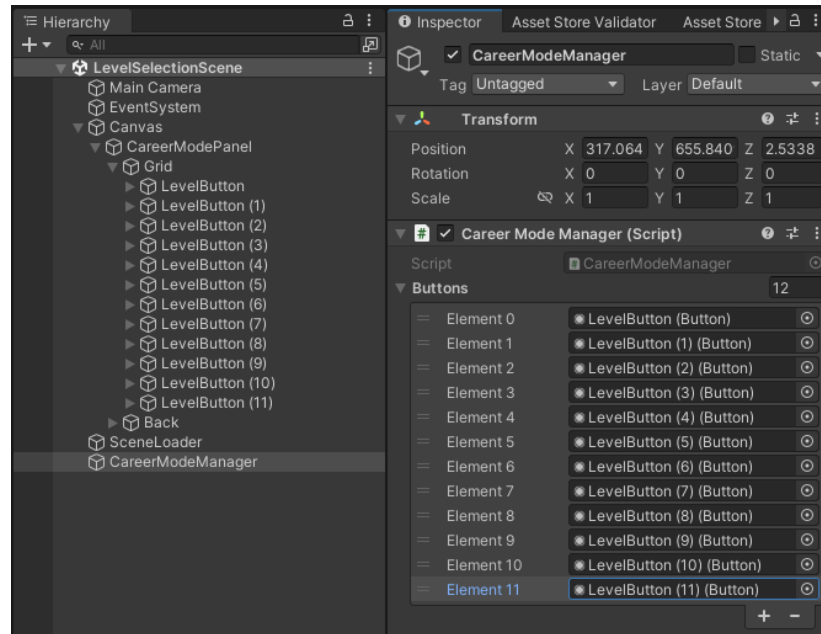 Hierarchy
All
LevelSelectionScene
Main Camera
EventSystem
Canvas
CareerModePanel
Grid
LevelButton
LevelButton (1)
LevelButton (2)
LevelButton (3)
LevelButton (4)
LevelButton (5)
LevelButton (6)
LevelButton (7)
LevelButton (8)
LevelButton (9)
LevelButton (10)
LevelButton (11)
Back
SceneLoader
CareerModeManager
Inspector Asset Store Validator Asset Store
CareerModeManager Static
Tag Untagged Layer Default
Transform
Position X 317.064 Y 655.840 Z 2.5338
Rotation X 0 Y 0 Z 0
Scale X 1 Y 1 Z 1
# Career Mode Manager (Script)
Script # CareerModeManager
Buttons 12
Element 0 LevelButton (Button)
Element 1 LevelButton (1) (Button)
Element 2 LevelButton (2) (Button)
Element 3 LevelButton (3) (Button)
Element 4 LevelButton (4) (Button)
Element 5 LevelButton (5) (Button)
Element 6 LevelButton (6) (Button)
Element 7 LevelButton (7) (Button)
Element 8 LevelButton (8) (Button)
Element 9 LevelButton (9) (Button)
Element 10 LevelButton (10) (Button)
Element 11 LevelButton (11) (Button)
+ -